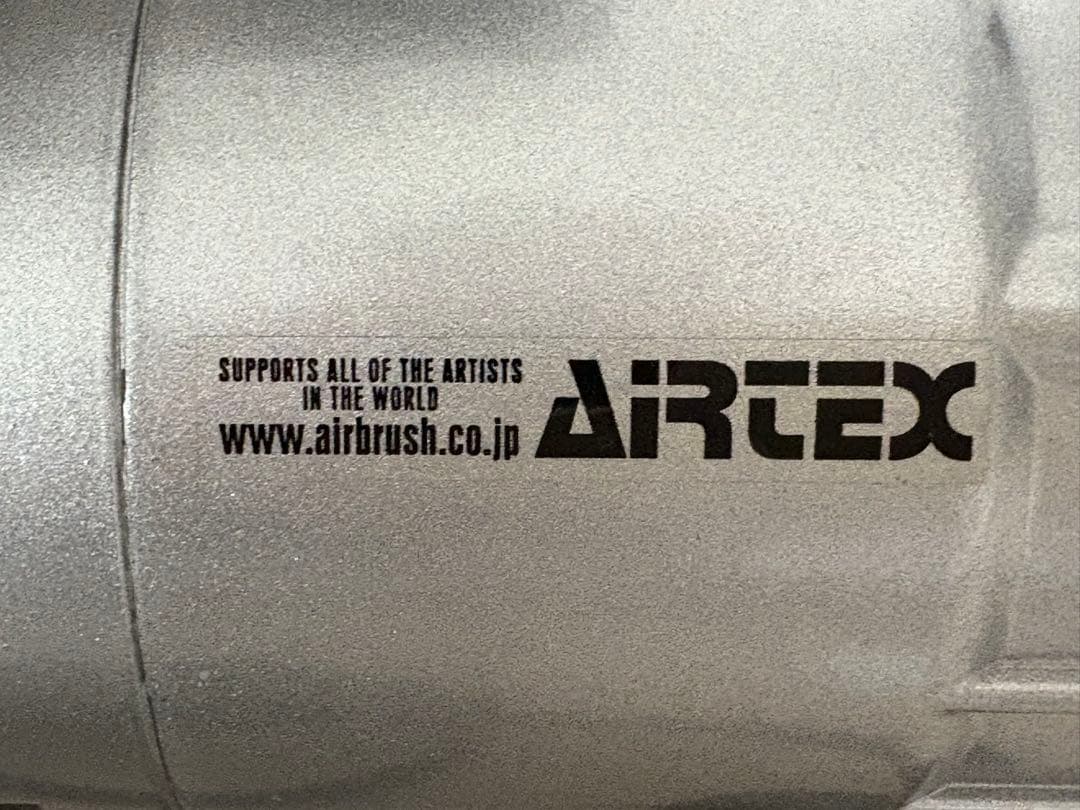 SUPPORTS ALL OF THE ARTISTS
IN THE WORLD
www.airbrush.co.jp
AiRTEX